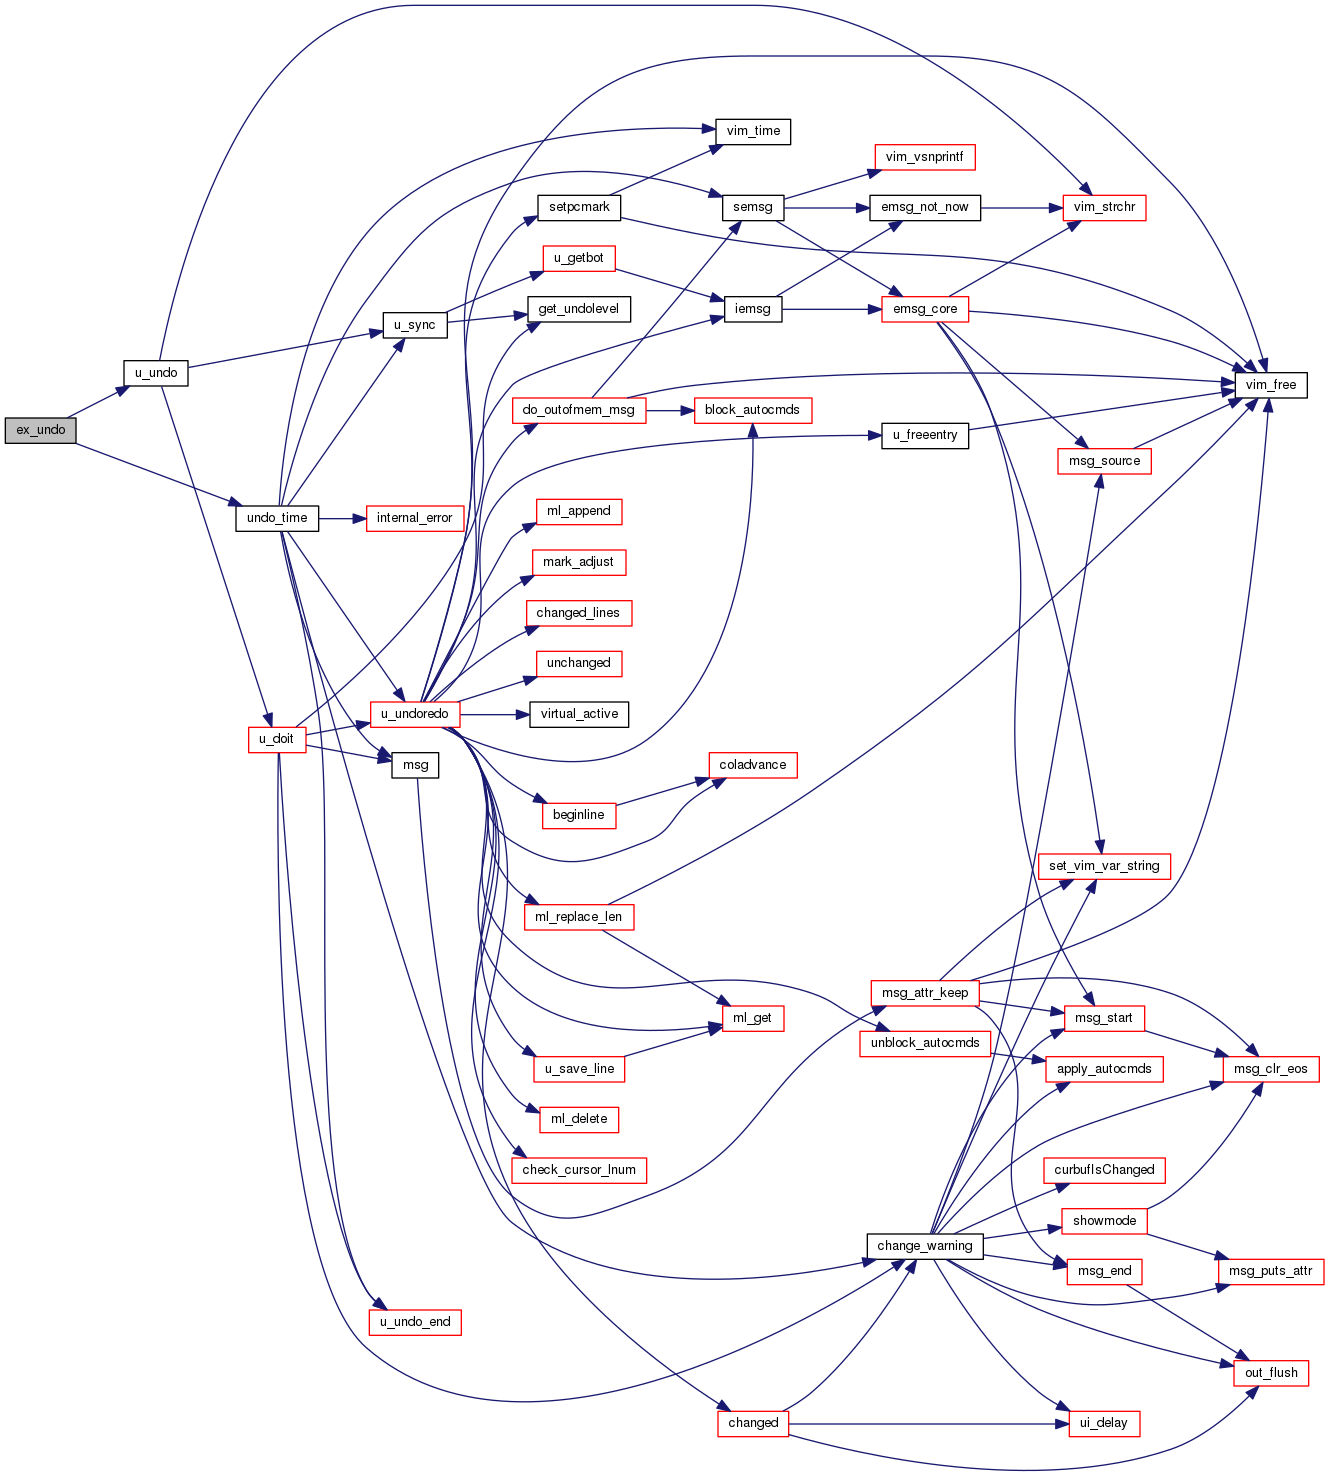 vim_time
vim_vsnprintf
setpcmark
semsg
emsg_not_now
vim_strchr
u_getbot
get_undolevel
iemsg
emsg_core
u_sync
u_undo
vim_free
do_outofmem_msg
block_autocmds
ex_undo
u_freeentry
msg_source
ml_append
undo_time
internal_error
mark_adjust
changed_lines
unchanged
u_undoredo
virtual_active
u_doit
msg
coladvance
beginline
set_vim_var_string
ml_replace_len
msg_attr_keep
ml_get
msg_start
unblock_autocmds
u_save_line
apply_autocmds
msg_clr_eos
ml_delete
check_cursor_lnum
curbufIsChanged
showmode
change_warning
msg_end
msg_puts_attr
u_undo_end
out_flush
changed
ui_delay